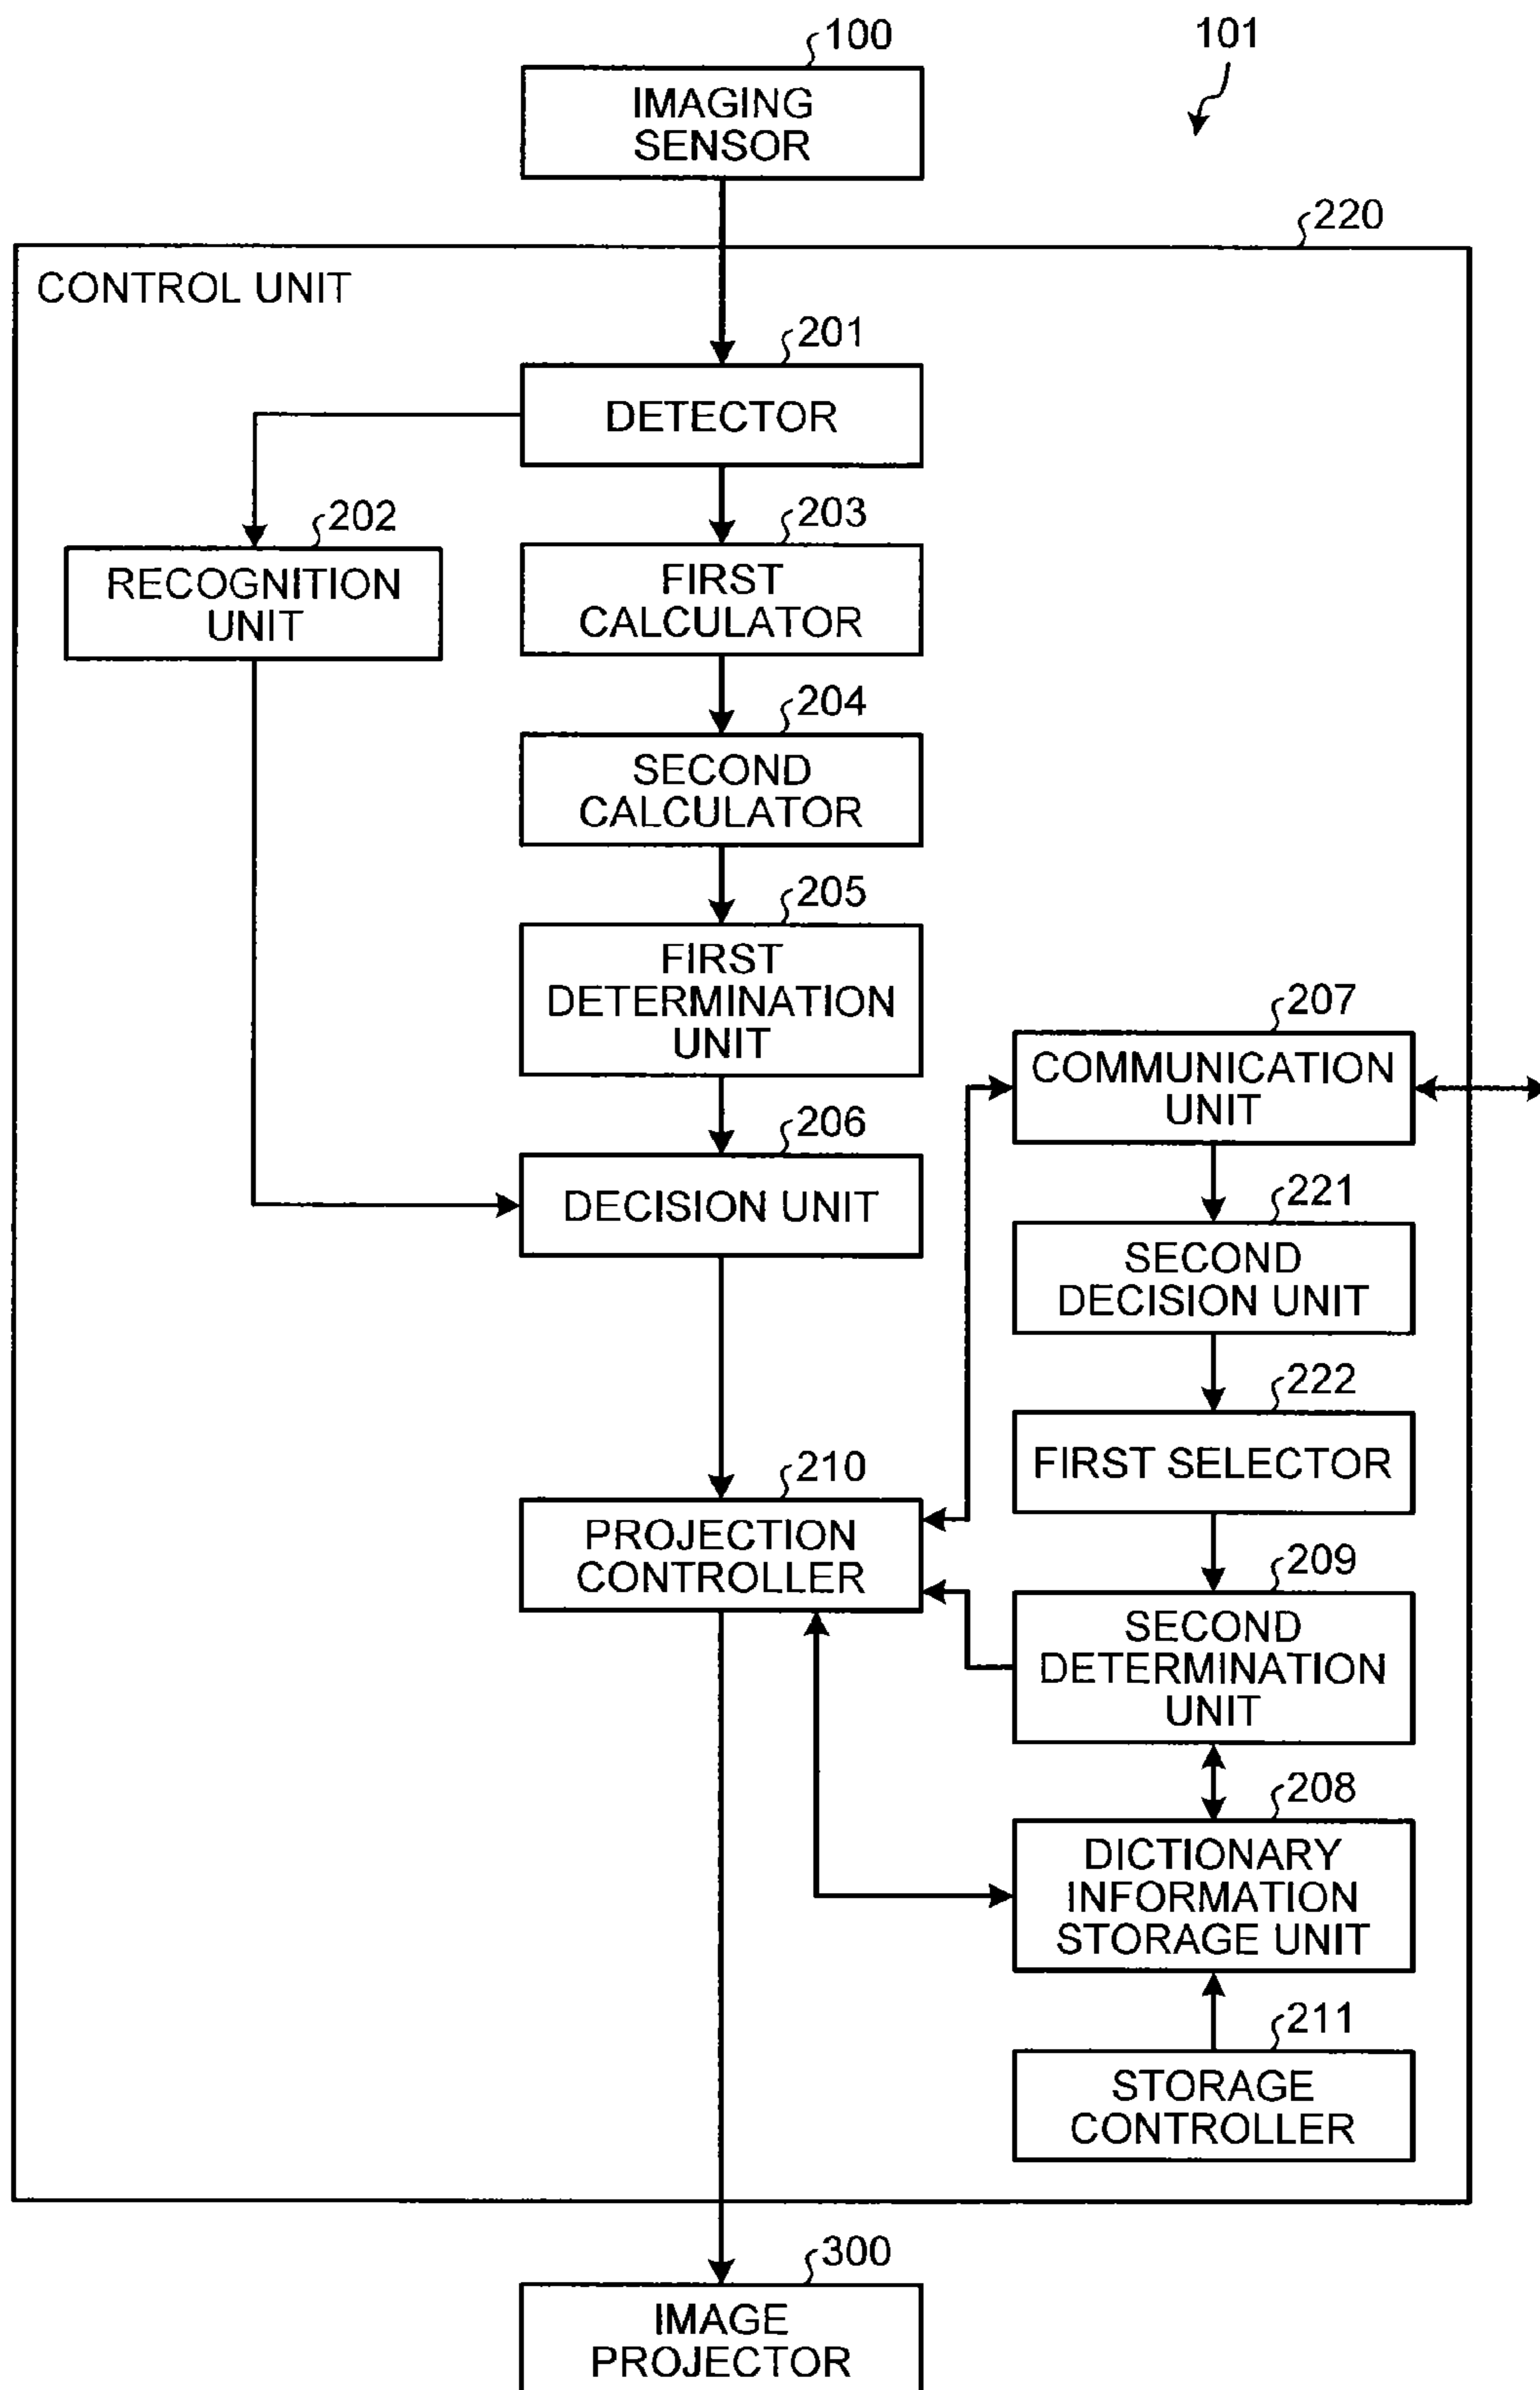 100
101
IMAGING
SENSOR
220
CONTROL UNIT
201
DETECTOR
202
203
RECOGNITION
UNIT
FIRST
CALCULATOR
204
SECOND
CALCULATOR
205
FIRST
DETERMINATION
UNIT
207
COMMUNICATION
UNIT
206
DECISION UNIT
221
SECOND
DECISION UNIT
222
FIRST SELECTOR
210
PROJECTION
CONTROLLER
209
SECOND
DETERMINATION
UNIT
208
DICTIONARY
INFORMATION
STORAGE UNIT
211
STORAGE
CONTROLLER
300
IMAGE
PROJECTOR